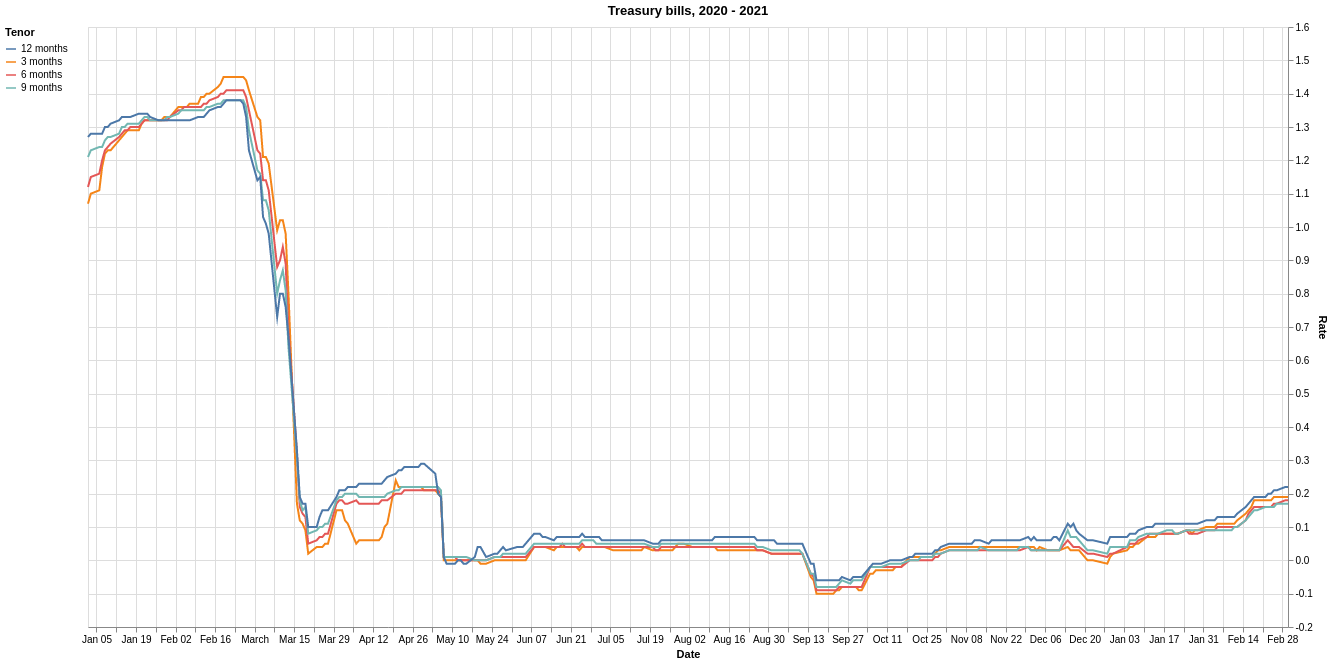 Treasury bills, 2020 - 2021
Tenor
12 months
3 months
6 months
9 months
1.6
1.5
1.4
1.3
1.2
1.1
1.0
0.9
0.8
0.7
0.6
0.5
0.4
0.3
0.2
0.1
0.0
-0.1
-0.2
Rate
Jan 05 Jan 19 Feb 02 Feb 16 March Mar 15 Mar 29 Apr 12 Apr 26 May 10 May 24 Jun 07 Jun 21 Jul 05 Jul 19 Aug 02 Aug 16 Aug 30 Sep 13 Sep 27 Oct 11 Oct 25 Nov 08 Nov 22 Dec 06 Dec 20 Jan 03 Jan 17 Jan 31 Feb 14 Feb 28
Date